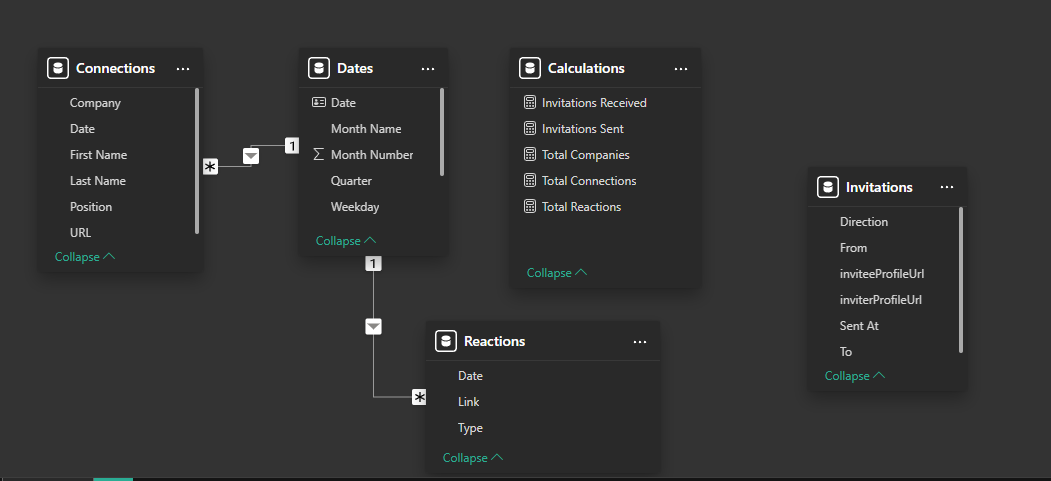 Connections
Company
Date
First Name
Last Name
Position
URL
Collapse
Dates
Date
Month Name
Month Number
Quarter
Weekday
Collapse
Calculations
Invitations Received
Invitations Sent
Total Companies
Total Connections
Total Reactions
Collapse
Invitations
Direction
From
inviteeProfileUrl
inviterProfileUrl
Sent At
To
Collapse
Reactions
Date
Link
Type
Collapse
*
1
1
*